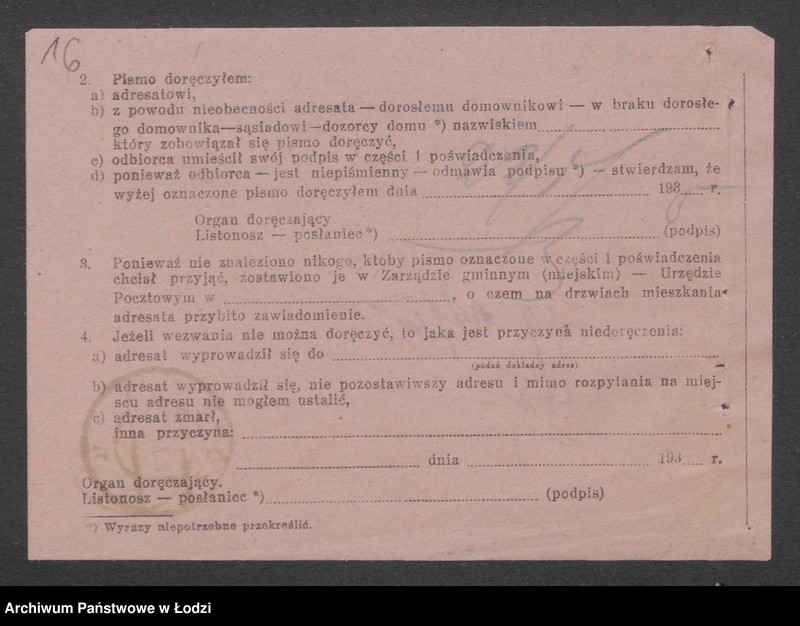 16
2. Pismo doręczyłem:
a) adresatowi,
b) z powodu nieobecności adresata — dorosłemu domownikowi — w braku dorosłe-
go domownika—sąsiadowi—dozorcy domu *) nazwiskiem
który zobowiązał się pismo doręczyć,
c) odbiorca umieścił swój podpis w części 1 poświadczenia,
d) ponieważ odbiorca — jest niepiśmienny — odmawia podpisu *) — stwierdzam, że
wyżej oznaczone pismo doręczyłem dnia 193 r.
Organ doręczający
Listonosz — posłaniec *) (podpis)
3. Ponieważ nie znaleziono nikogo, ktoby pismo oznaczone w części 1 poświadczenia
chciał przyjąć, zostawiono je w Zarządzie gminnym (miejskim) — Urzędzie
Pocztowym w , o czem na drzwiach mieszkania
adresata przybito zawiadomienie.
4. Jeżeli wezwania nie można doręczyć, to jaka jest przyczyna niedoręczenia:
a) adresat wyprowadził się do
(podać dokładny adres)
b) adresat wyprowadził się, nie pozostawiwszy adresu i mimo rozpytania na miej-
scu adresu nie mogłem ustalić,
c) adresat zmarł,
inna przyczyna:
dnia 193 r.
Organ doręczający.
Listonosz — posłaniec *) (podpis)
*) Wyrazy niepotrzebne przekreślić.
Archiwum Państwowe w Łodzi